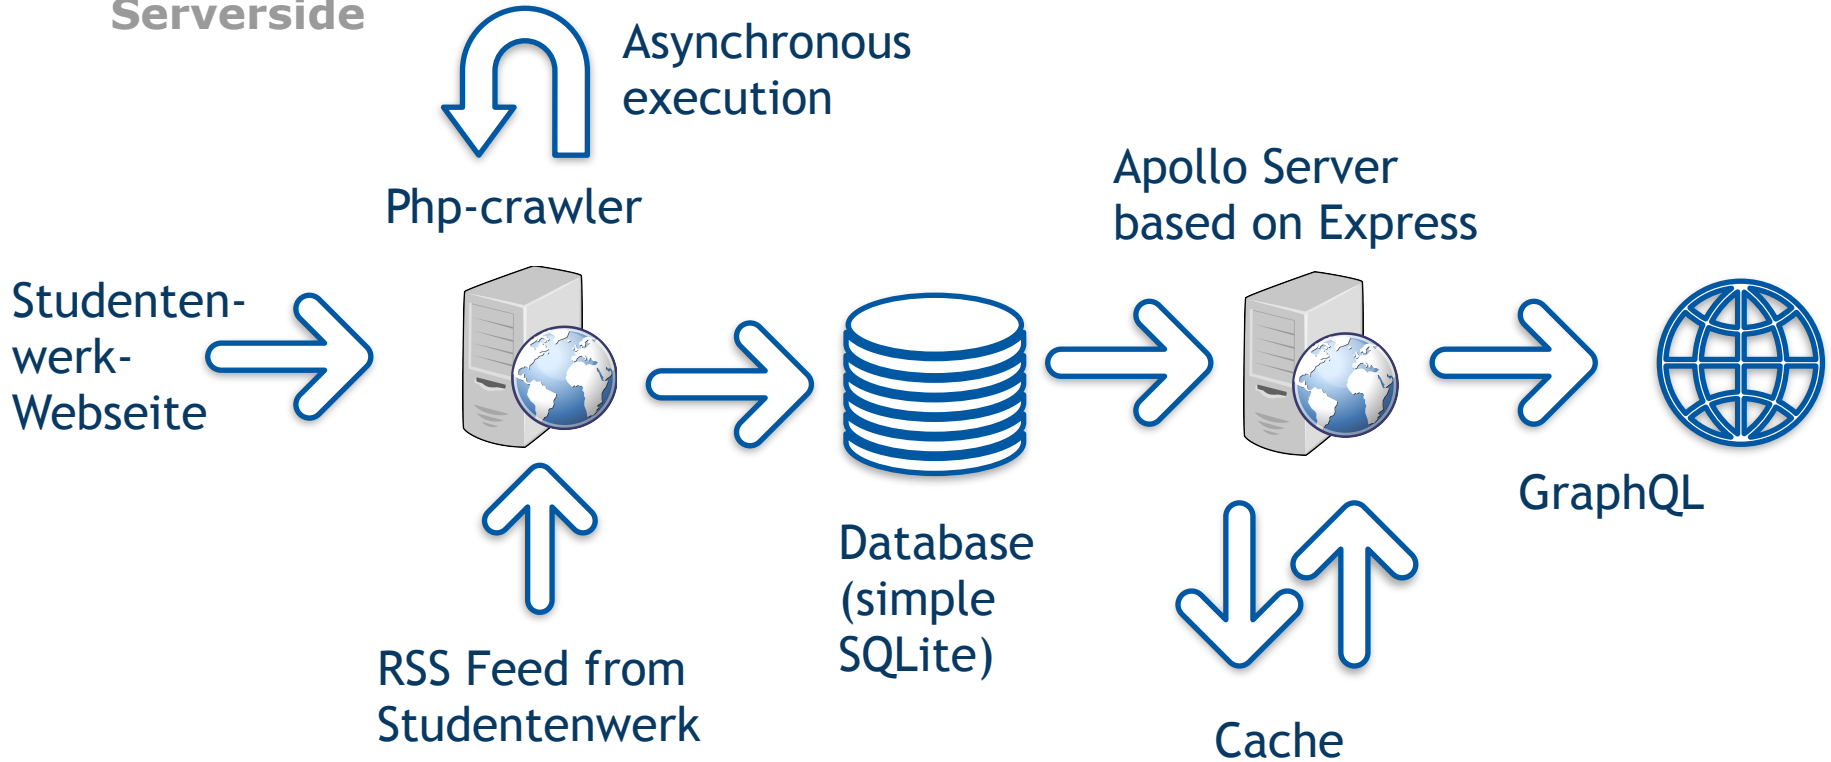 Serverside
Asynchronous
execution
Php-crawler
Apollo Server
based on Express
Studenten-
werk-
Webseite
GraphQL
Database
(simple
SQLite)
RSS Feed from
Studentenwerk
Cache